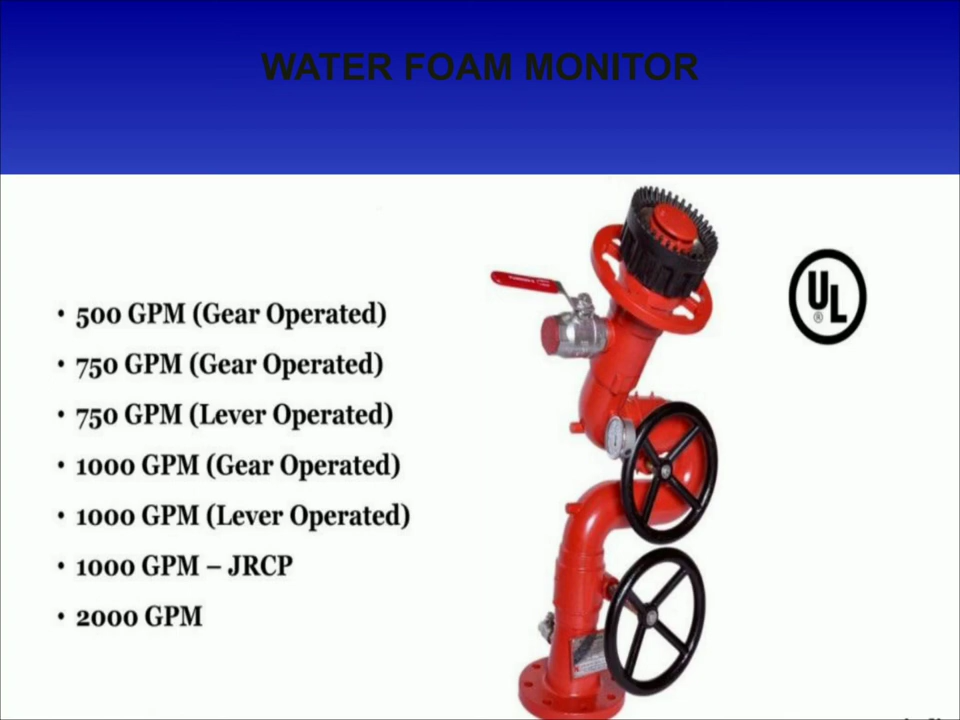 WATER FOAM MONITOR
• 500 GPM (Gear Operated)
• 750 GPM (Gear Operated)
• 750 GPM (Lever Operated)
• 1000 GPM (Gear Operated)
• 1000 GPM (Lever Operated)
• 1000 GPM – JRCP
• 2000 GPM
UL
®